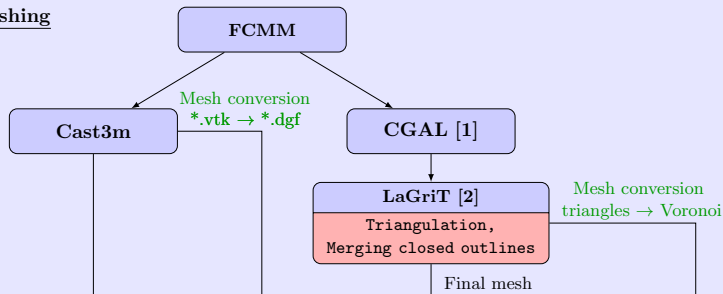 shing
FCMM
Mesh conversion
*.vtk → *.dgf
Cast3m
CGAL [1]
LaGriT [2]
Triangulation,
Merging closed outlines
Mesh conversion
triangles → Voronoi
Final mesh